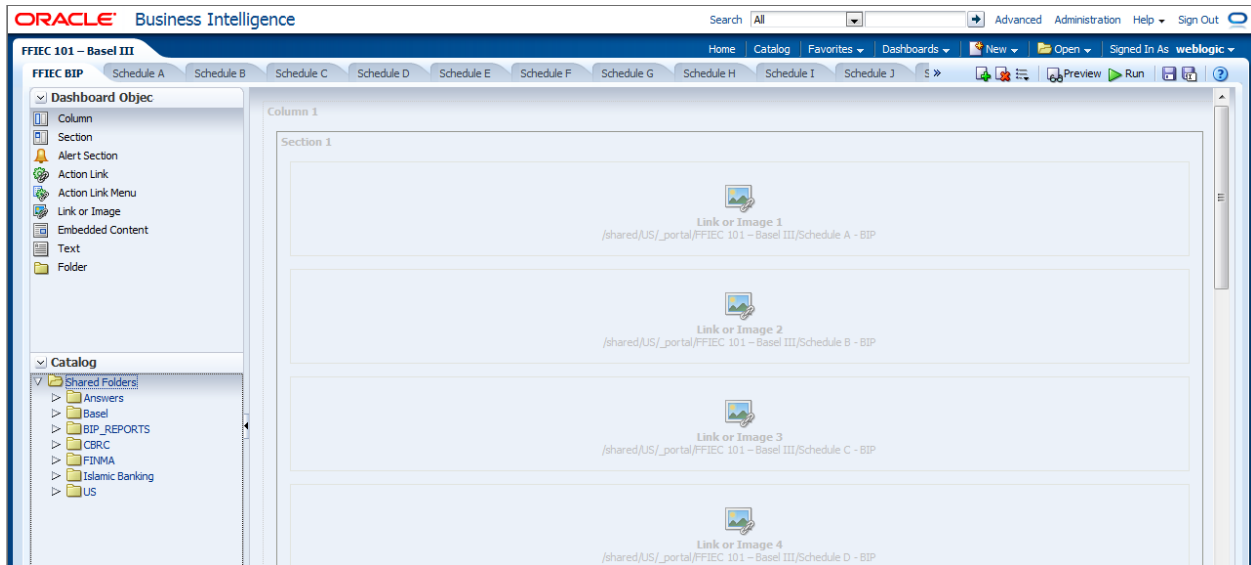 ORACLE Business Intelligence
Search All Advanced Administration Help Sign Out
FFIEC 101 – Basel III
Home Catalog Favorites Dashboards New Open Signed In As weblogic
FFIEC BIP Schedule A Schedule B Schedule C Schedule D Schedule E Schedule F Schedule G Schedule H Schedule I Schedule J S » Preview Run ?
Dashboard Objec
Column
Section
Alert Section
Action Link
Action Link Menu
Link or Image
Embedded Content
Text
Folder
Catalog
Shared Folders
Answers
Basel
BIP_REPORTS
CBRC
FINMA
Islamic Banking
US
Column 1
Section 1
Link or Image 1
/shared/US/_portal/FFIEC 101 – Basel III/Schedule A - BIP
Link or Image 2
/shared/US/_portal/FFIEC 101 – Basel III/Schedule B - BIP
Link or Image 3
/shared/US/_portal/FFIEC 101 – Basel III/Schedule C - BIP
Link or Image 4
/shared/US/_portal/FFIEC 101 – Basel III/Schedule D - BIP